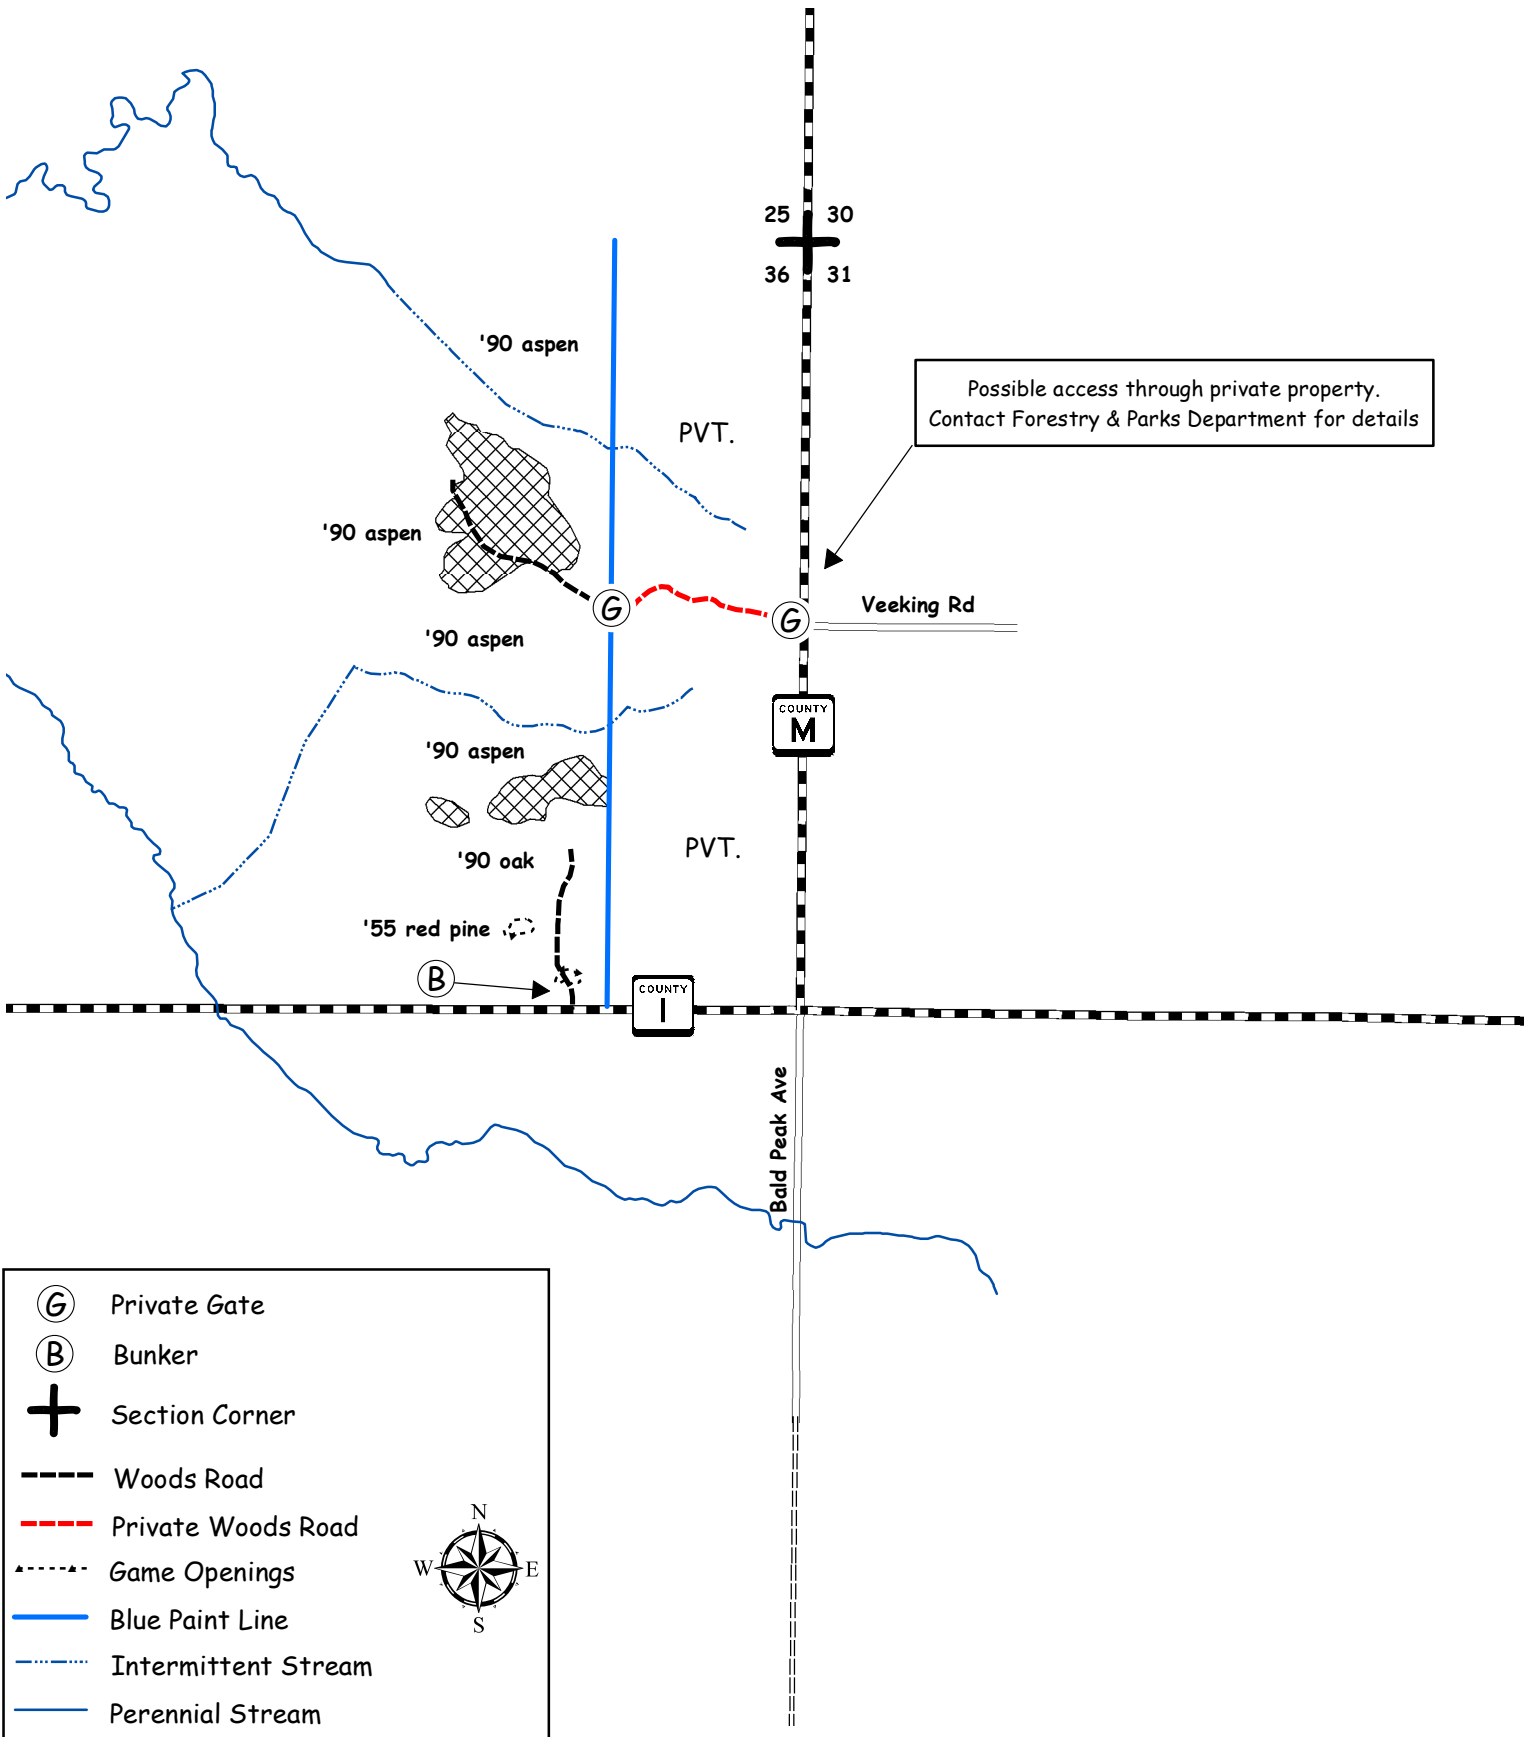 25 30
36 31
'90 aspen
Possible access through private property.
Contact Forestry & Parks Department for details
PVT.
'90 aspen
G
G
Veeking Rd
'90 aspen
COUNTY
M
'90 aspen
PVT.
'90 oak
'55 red pine
B
COUNTY
I
Bald Peak Ave
G Private Gate
B Bunker
Section Corner
Woods Road
Private Woods Road
Game Openings
Blue Paint Line
Intermittent Stream
Perennial Stream
N
W E
S